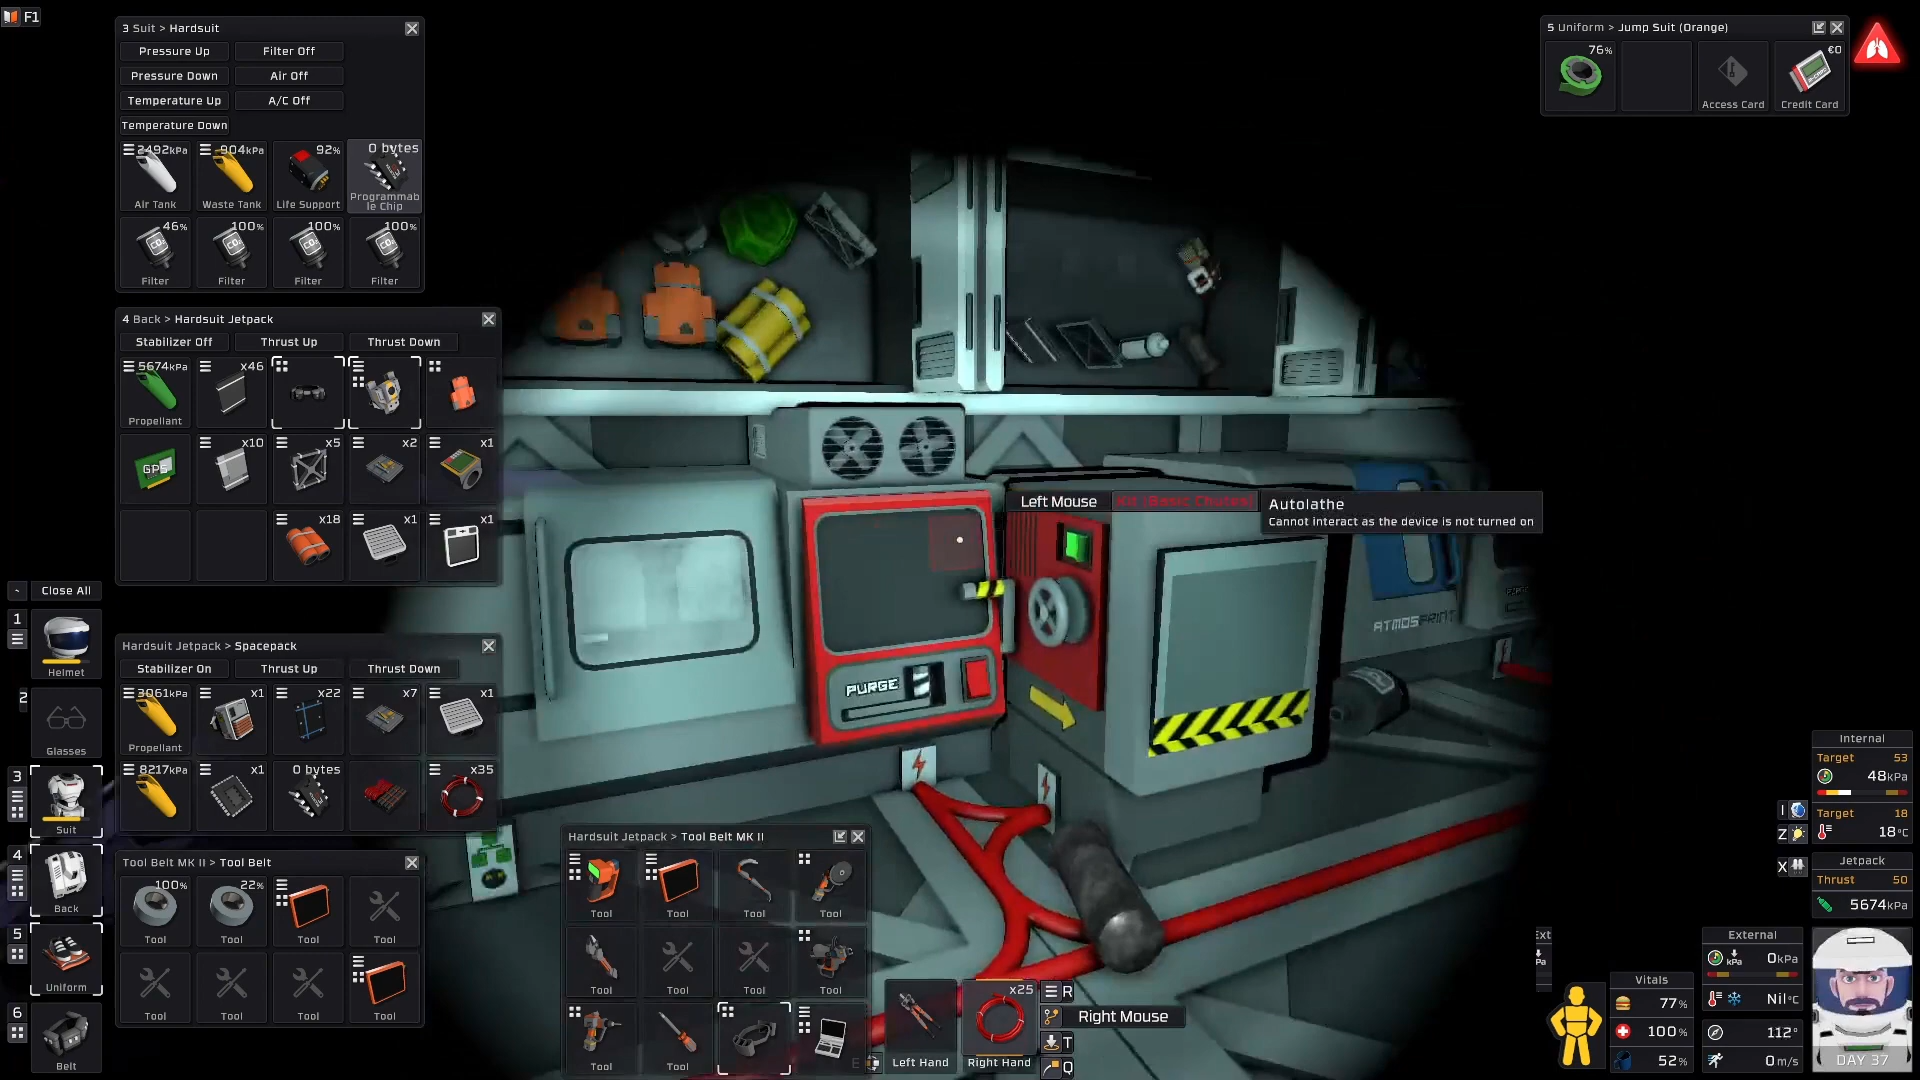 F1
3 Suit > Hardsuit
Pressure Up
Filter Off
Pressure Down
Air Off
Temperature Up
A/C Off
Temperature Down
2492kPa
904kPa
92%
0 bytes
Air Tank
Waste Tank
Life Support
Programmab
le Chip
46%
100%
100%
100%
Filter
Filter
Filter
Filter
4 Back > Hardsuit Jetpack
Stabilizer Off
Thrust Up
Thrust Down
5674kPa
x46
Propellant
GPS
x10
x5
x2
x1
x18
x1
x1
Hardsuit Jetpack > Spacepack
Stabilizer On
Thrust Up
Thrust Down
3061kPa
x1
x22
x7
x1
Propellant
8217kPa
x1
0 bytes
x35
Tool Belt MK II > Tool Belt
100%
22%
Tool
Tool
Tool
Tool
Tool
Tool
Tool
Tool
~
Close All
1
Helmet
2
Glasses
3
Suit
4
Back
5
Uniform
6
Belt
Hardsuit Jetpack > Tool Belt MK II
Tool
Tool
Tool
Tool
Tool
Tool
Tool
Tool
Tool
Tool
E
Left Hand
x25
Right Hand
R
Right Mouse
T
Q
Left Mouse
Kit (Basic Chutes)
Autolathe
Cannot interact as the device is not turned on
PURGE
ATMOSPRINT
5 Uniform > Jump Suit (Orange)
76%
€0
Access Card
Credit Card
Internal
Target 53
48kPa
Target 18
18°C
I
Z
X
Jetpack
Thrust 50
5674kPa
External
kPa
0kPa
Nil°C
112°
0m/s
Vitals
77%
100%
52%
DAY 37